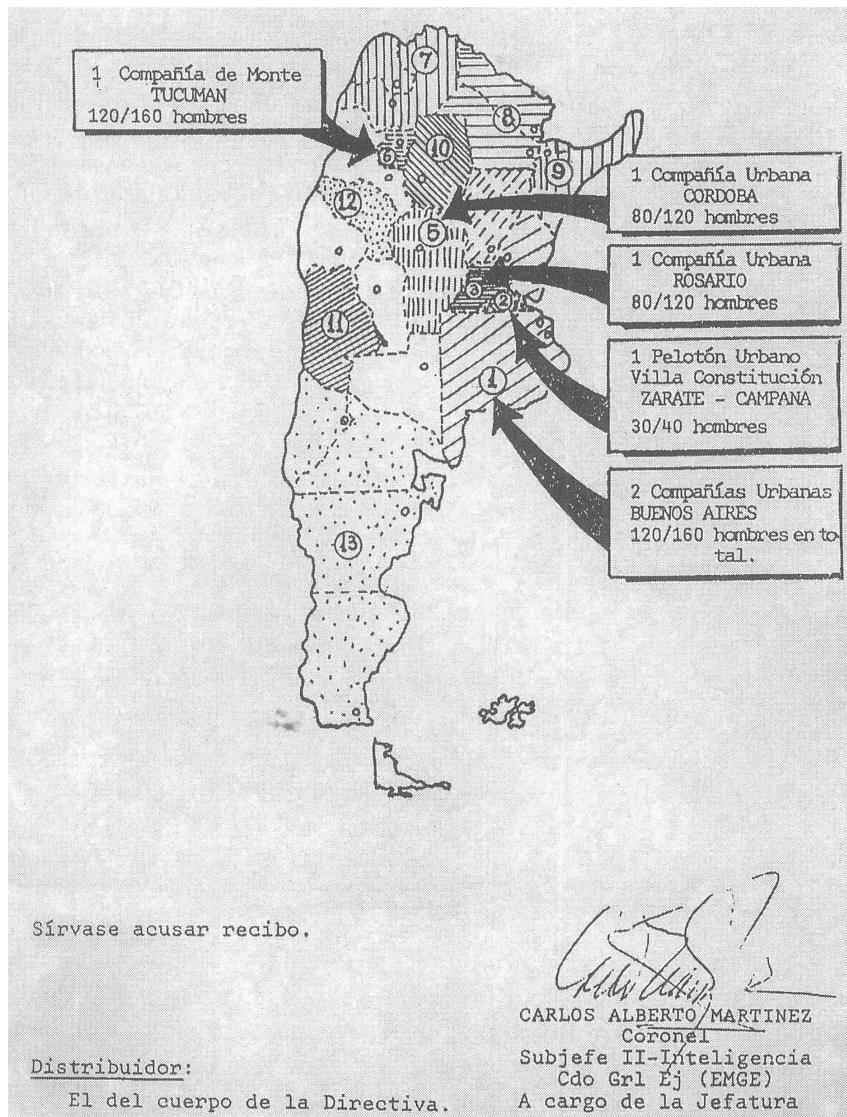 1 Compañía de Monte
TUCUMAN
120/160 hombres
7
8
10
6
9
12
5
3
2
11
1
13
1 Compañía Urbana
CORDOBA
80/120 hombres
1 Compañía Urbana
ROSARIO
80/120 hombres
1 Pelotón Urbano
Villa Constitución
ZARATE - CAMPANA
30/40 hombres
2 Compañías Urbanas
BUENOS AIRES
120/160 hombres en to-
tal.
Sírvase acusar recibo.
CARLOS ALBERTO MARTINEZ
Coronel
Subjefe II-Inteligencia
Cdo Grl Ej (EMGE)
A cargo de la Jefatura
Distribuidor:
El del cuerpo de la Directiva.